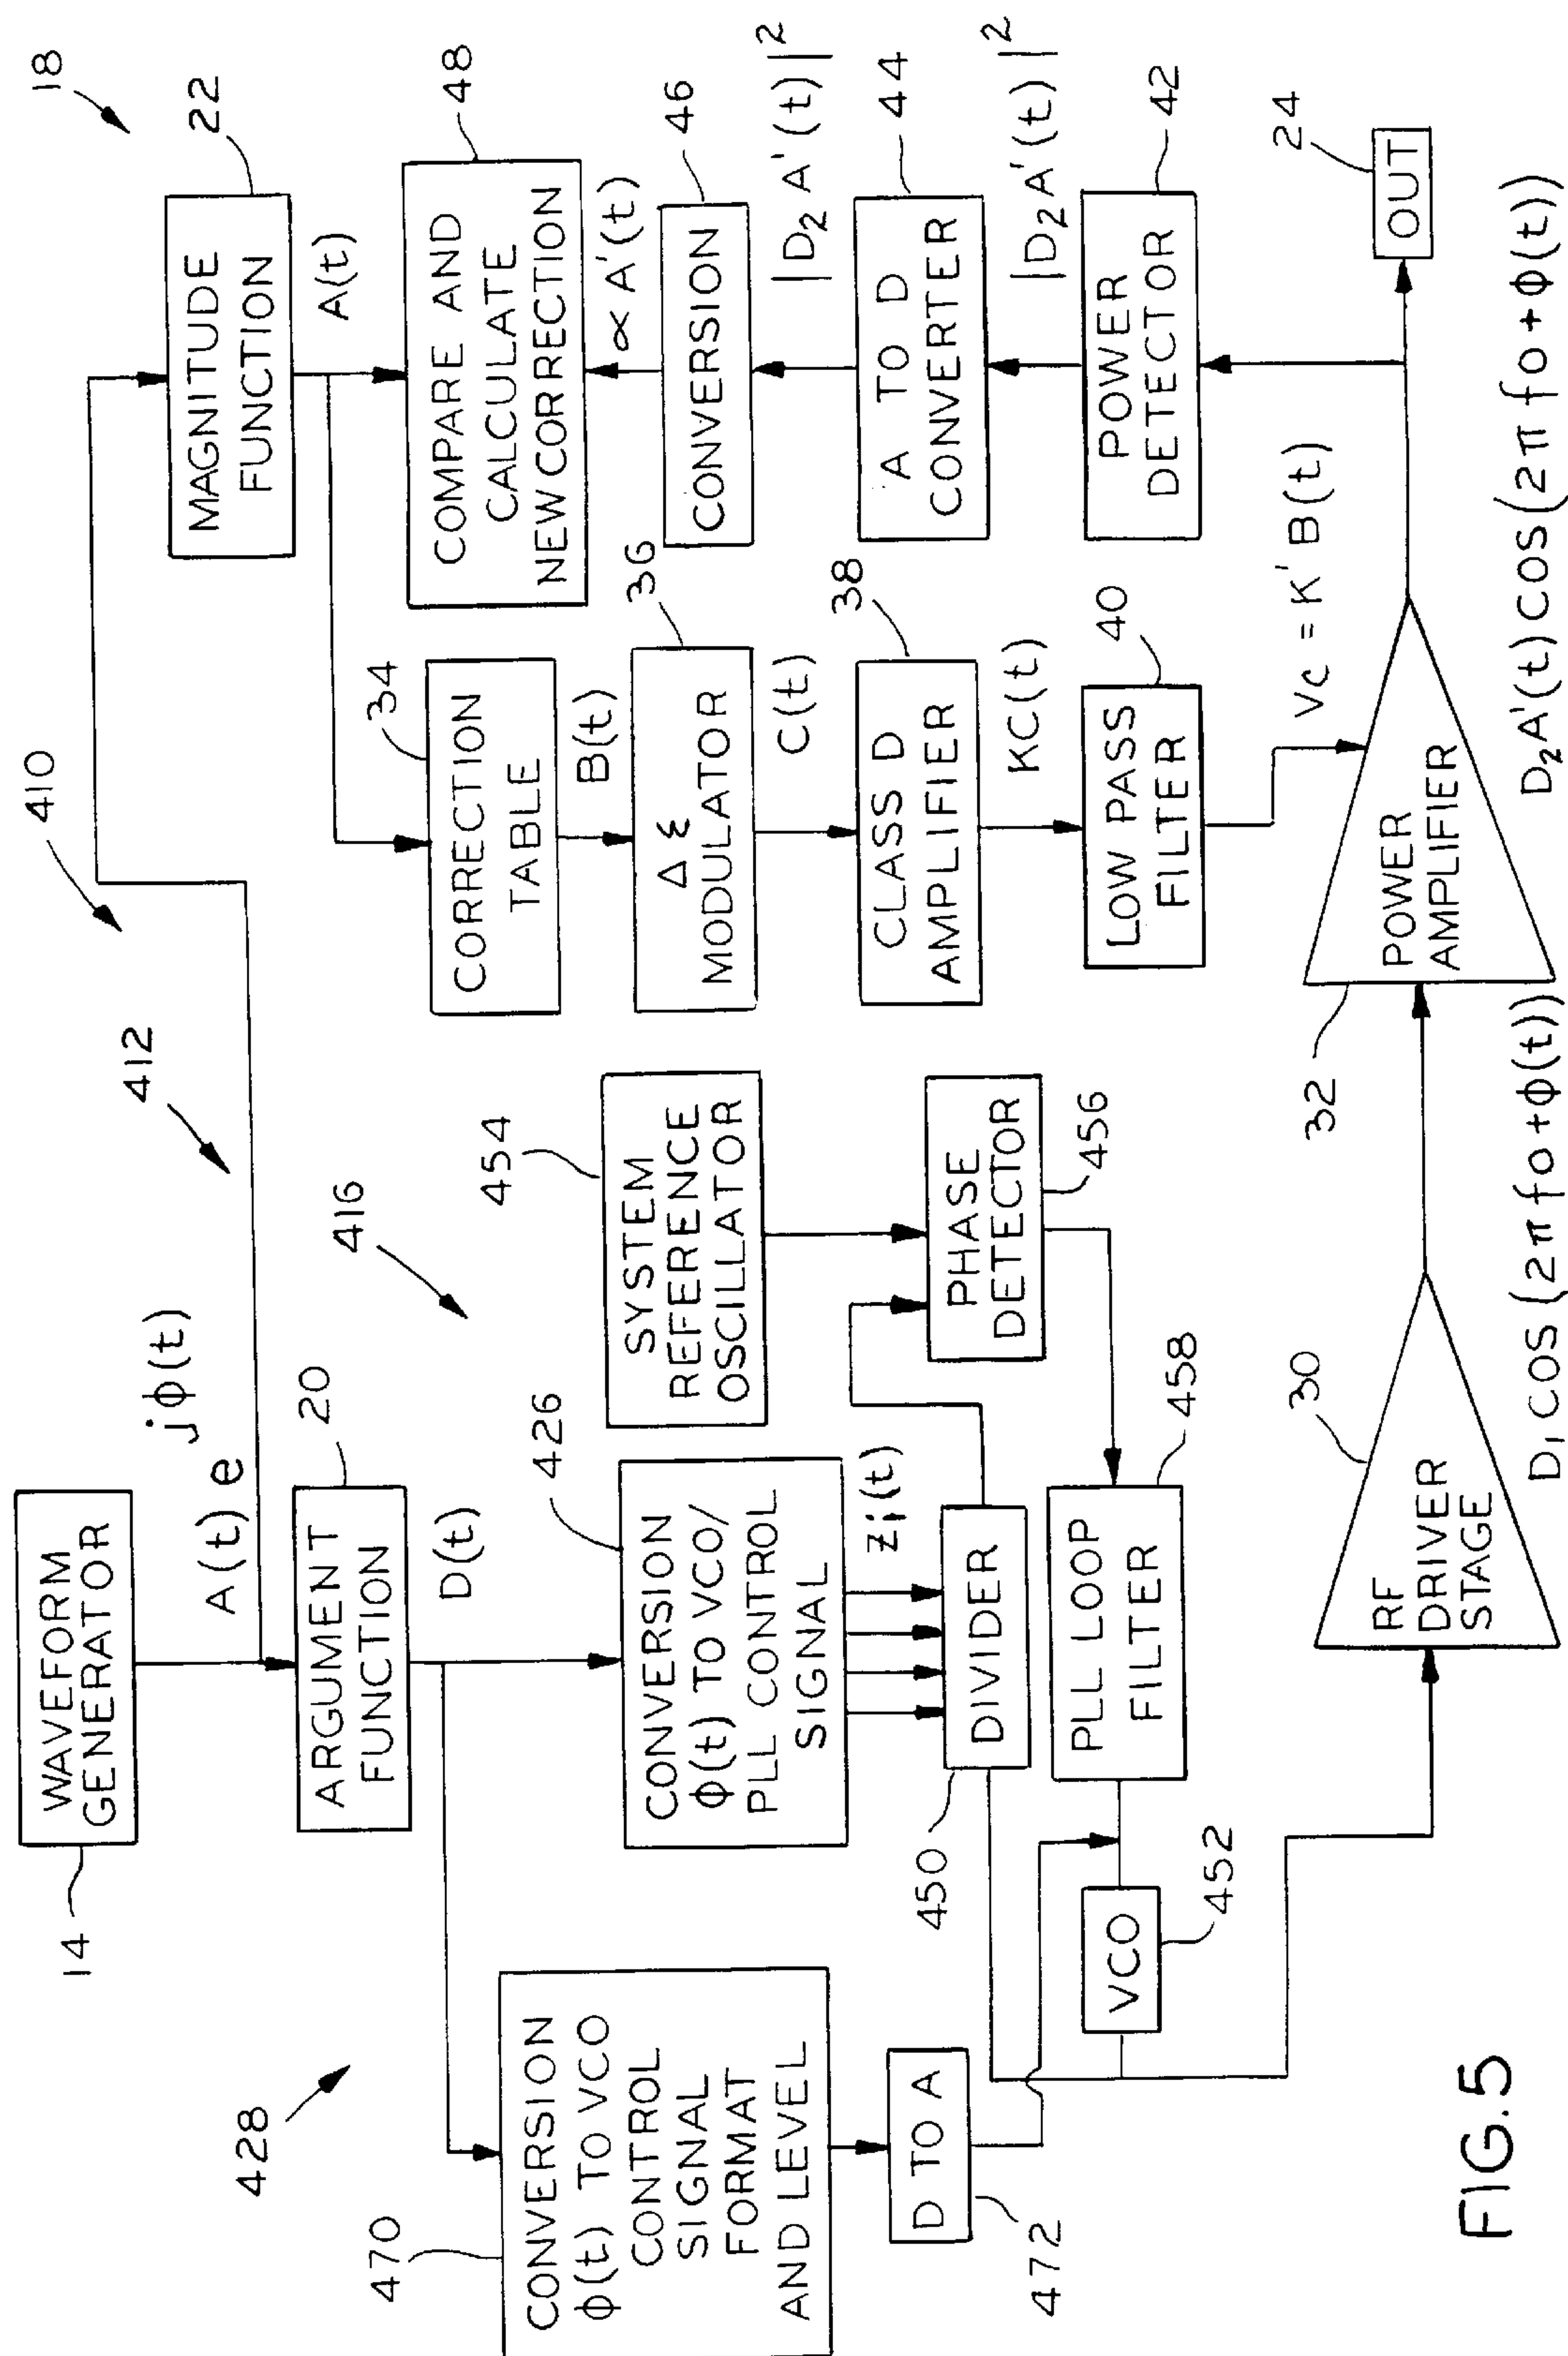 410
412
18
14
WAVEFORM
GENERATOR
A(t) e jϕ(t)
ARGUMENT
FUNCTION
20
D(t)
416
428
470
CONVERSION
ϕ(t) TO VCO
CONTROL
SIGNAL
FORMAT
AND LEVEL
D TO A
472
CONVERSION
ϕ(t) TO VCO/
PLL CONTROL
SIGNAL
426
Zi(t)
450
DIVIDER
454
SYSTEM
REFERENCE
OSCILLATOR
PHASE
DETECTOR
456
PLL LOOP
FILTER
458
VCO
452
RF
DRIVER
STAGE
30
D1 COS (2π fo + ϕ(t))
MAGNITUDE
FUNCTION
22
A(t)
34
CORRECTION
TABLE
B(t)
Δ Ɛ
MODULATOR
36
C(t)
CLASS D
AMPLIFIER
38
KC(t)
LOW PASS
FILTER
40
Vc = K'B(t)
COMPARE AND
CALCULATE
NEW CORRECTION
48
∝ A'(t)
CONVERSION
46
|D2 A'(t)|2
A TO D
CONVERTER
44
|D2 A'(t)|2
POWER
DETECTOR
42
32
POWER
AMPLIFIER
OUT
24
D2A'(t) COS (2π fo + ϕ(t))
FIG.5